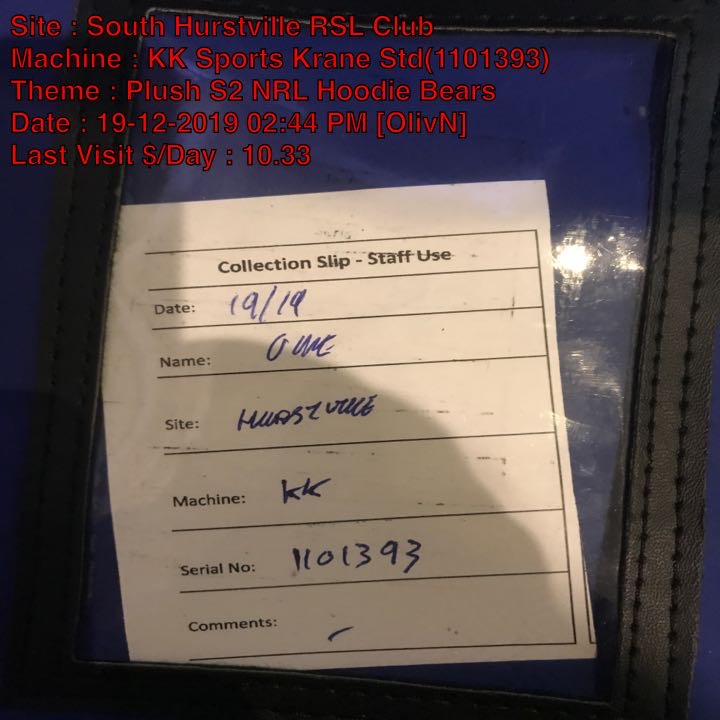 Site : South Hurstville RSL Club
Machine : KK Sports Krane Std(1101393)
Theme : Plush S2 NRL Hoodie Bears
Date : 19-12-2019 02:44 PM [OlivN]
Last Visit $/Day : 10.33
Collection Slip - Staff Use
Date: 19/19
Name:
Site:
Machine: KK
Serial No: 1101393
Comments: -